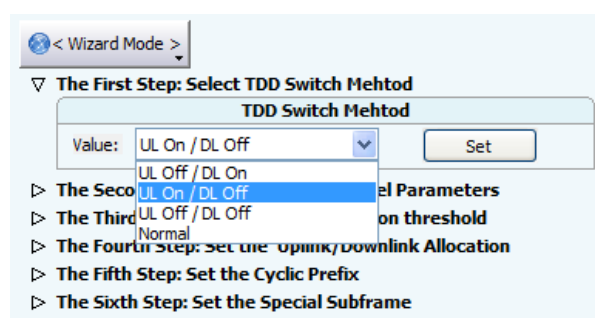 < Wizard Mode >
The First Step: Select TDD Switch Mehtod
TDD Switch Mehtod
Value: UL On / DL Off Set
UL Off / DL On
The Seco UL On / DL Off el Parameters
The Third UL Off / DL Off on threshold
Normal
The Fourth Step: Set the Uplink/Downlink Allocation
The Fifth Step: Set the Cyclic Prefix
The Sixth Step: Set the Special Subframe